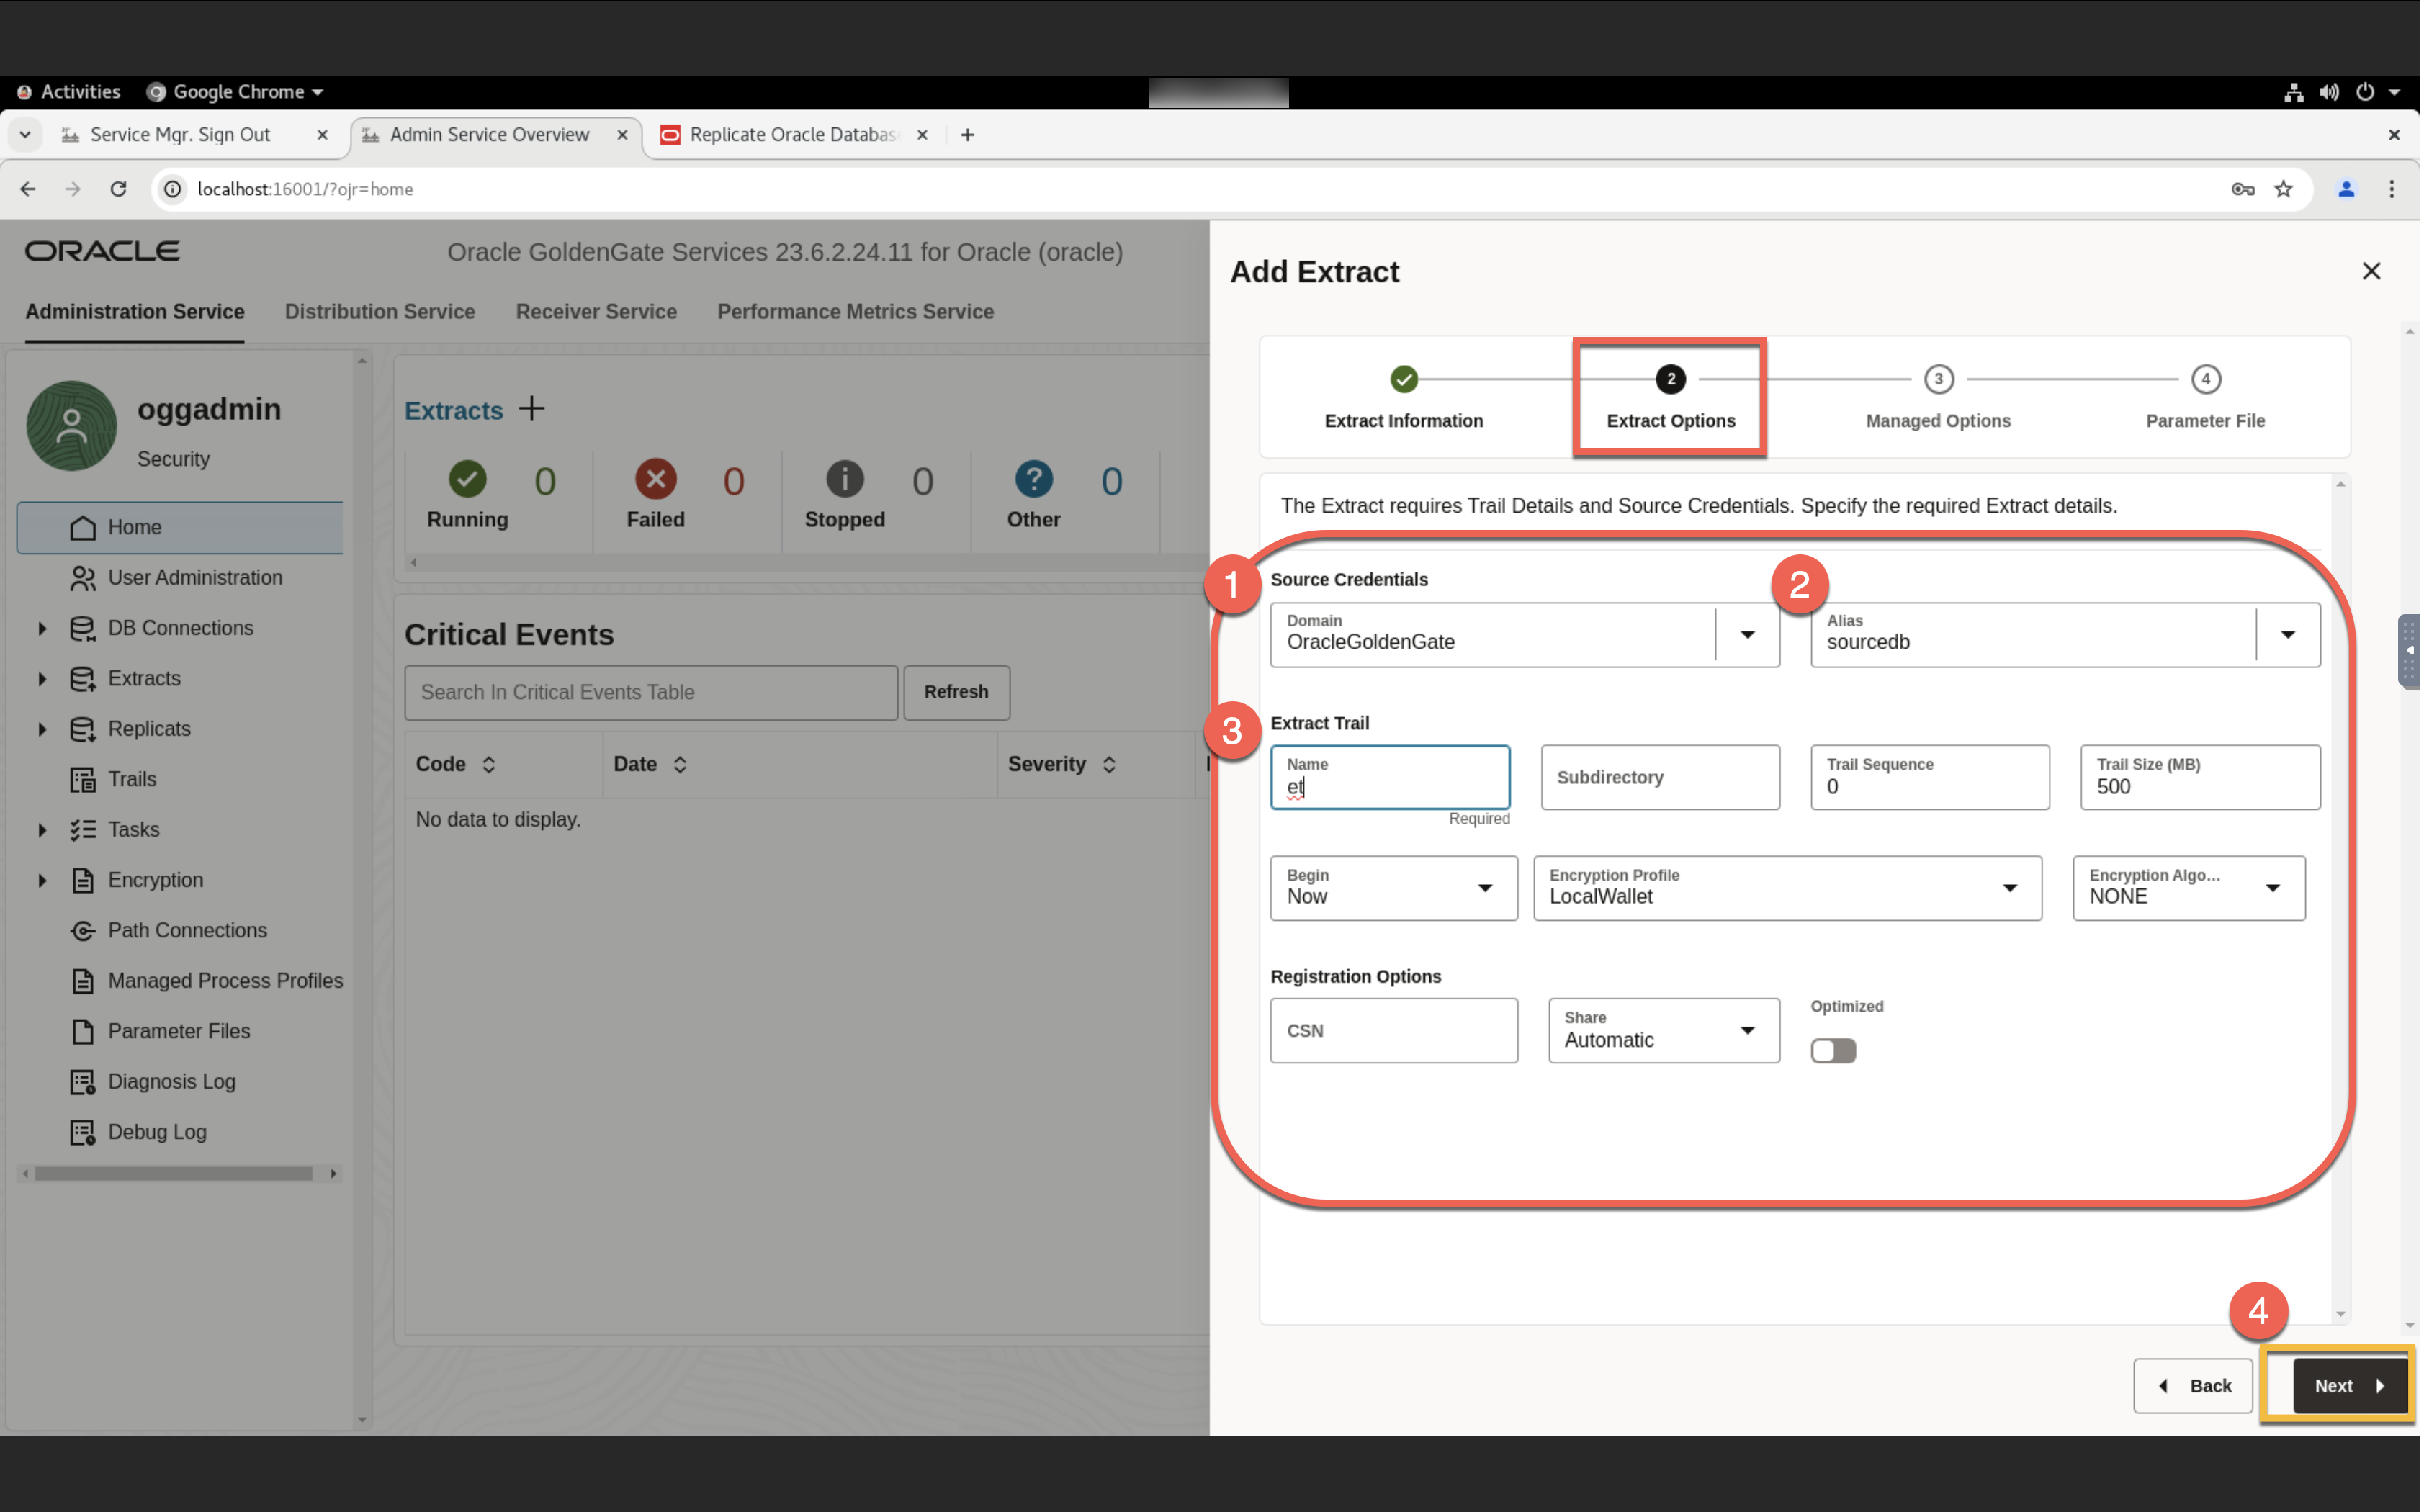 Activities Google Chrome
Service Mgr. Sign Out Admin Service Overview Replicate Oracle Databas
localhost:16001/?ojr=home
ORACLE Oracle GoldenGate Services 23.6.2.24.11 for Oracle (oracle)
Administration Service Distribution Service Receiver Service Performance Metrics Service
oggadmin
Security
Home
User Administration
DB Connections
Extracts
Replicats
Trails
Tasks
Encryption
Path Connections
Managed Process Profiles
Parameter Files
Diagnosis Log
Debug Log
Extracts
0 0 0 0
Running Failed Stopped Other
Critical Events
Search In Critical Events Table Refresh
Code Date Severity
No data to display.
Add Extract
2 3 4
Extract Information Extract Options Managed Options Parameter File
The Extract requires Trail Details and Source Credentials. Specify the required Extract details.
1 Source Credentials 2
Domain Alias
OracleGoldenGate sourcedb
3 Extract Trail
Name Subdirectory Trail Sequence Trail Size (MB)
et 0 500
Required
Begin Encryption Profile Encryption Algo...
Now LocalWallet NONE
Registration Options
CSN Share Optimized
Automatic
4
Back Next